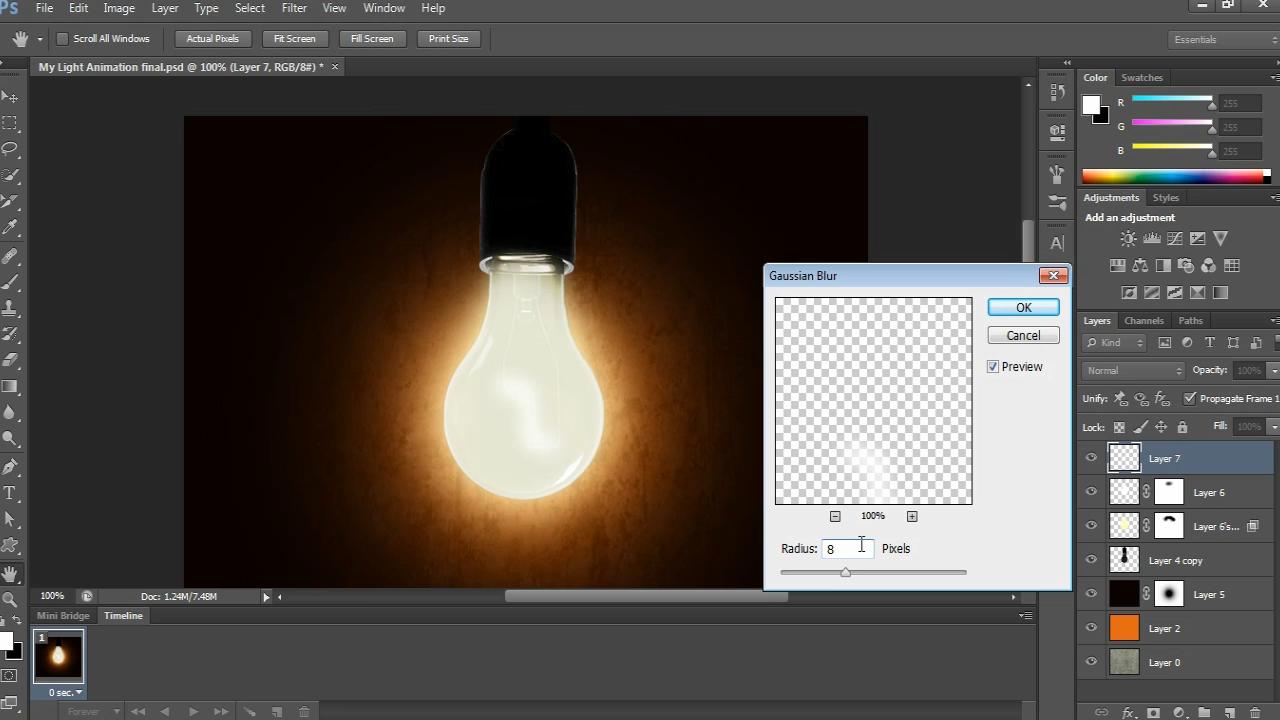 Ps File Edit Image Layer Type Select Filter View Window Help
Scroll All Windows Actual Pixels Fit Screen Fill Screen Print Size Essentials
My Light Animation final.psd @ 100% (Layer 7, RGB/8#) * ×
Color Swatches
R 255
G 255
B 255
Adjustments Styles
Add an adjustment
Gaussian Blur
OK
Cancel
Preview
100%
Radius: 8 Pixels
Layers Channels Paths
Kind
Normal Opacity: 100%
Unify: Propagate Frame 1
Lock: Fill: 100%
Layer 7
Layer 6
Layer 6's...
Layer 4 copy
Layer 5
Layer 2
Layer 0
100% Doc: 1.24M/7.48M
Mini Bridge Timeline
1
0 sec.
Forever